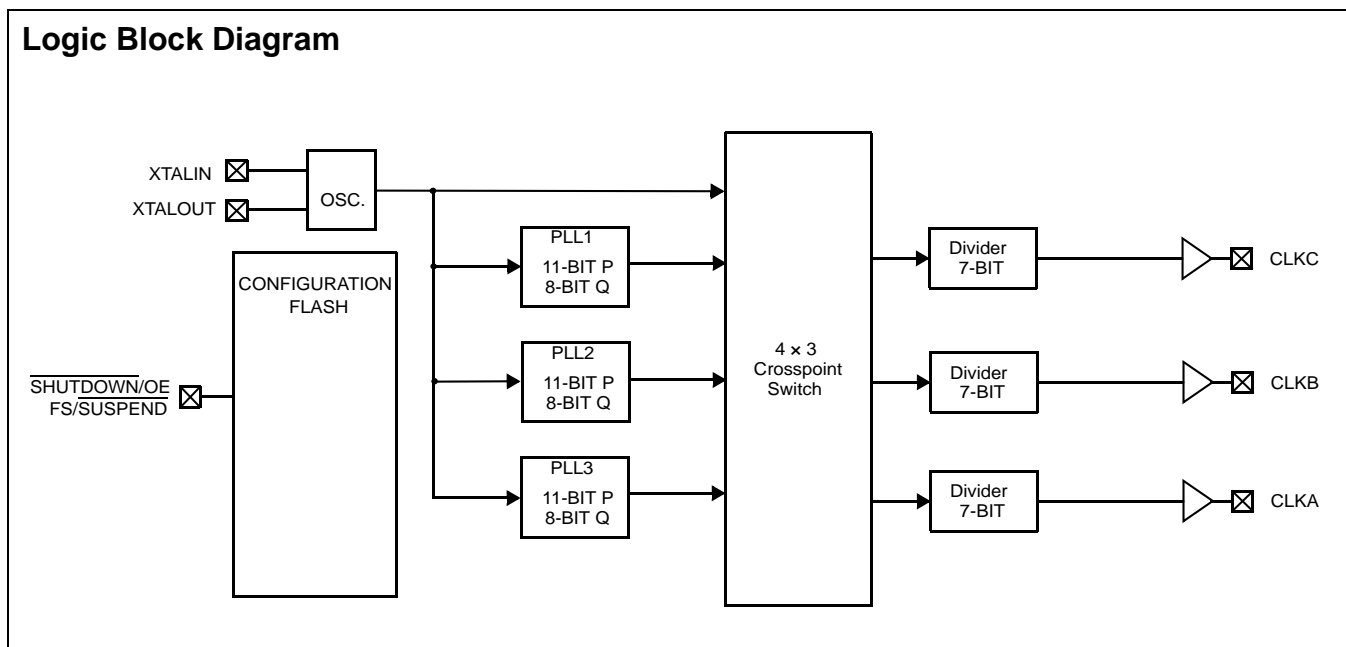 Logic Block Diagram
XTALIN
XTALOUT
OSC.
CONFIGURATION
FLASH
SHUTDOWN/OE
FS/SUSPEND
PLL1
11-BIT P
8-BIT Q
PLL2
11-BIT P
8-BIT Q
PLL3
11-BIT P
8-BIT Q
4 × 3
Crosspoint
Switch
Divider
7-BIT
CLKC
Divider
7-BIT
CLKB
Divider
7-BIT
CLKA